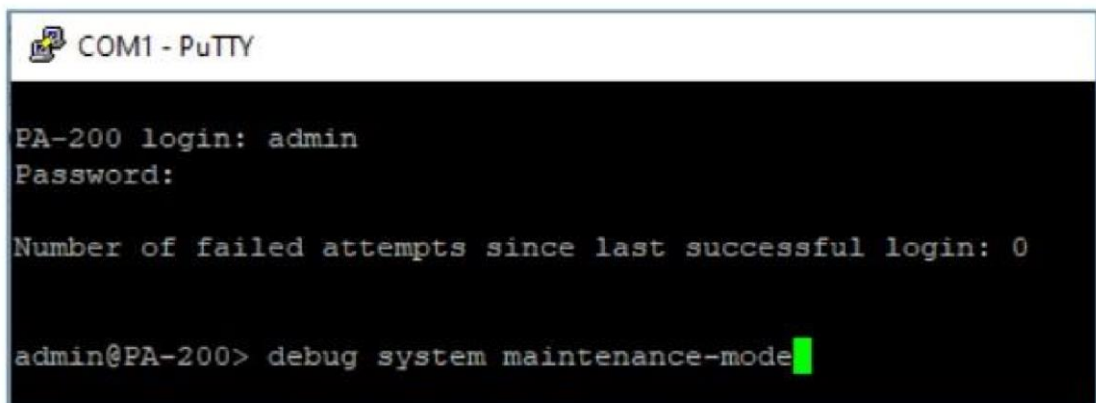 COM1 - PuTTY
PA-200 login: admin
Password:
Number of failed attempts since last successful login: 0
admin@PA-200> debug system maintenance-mode